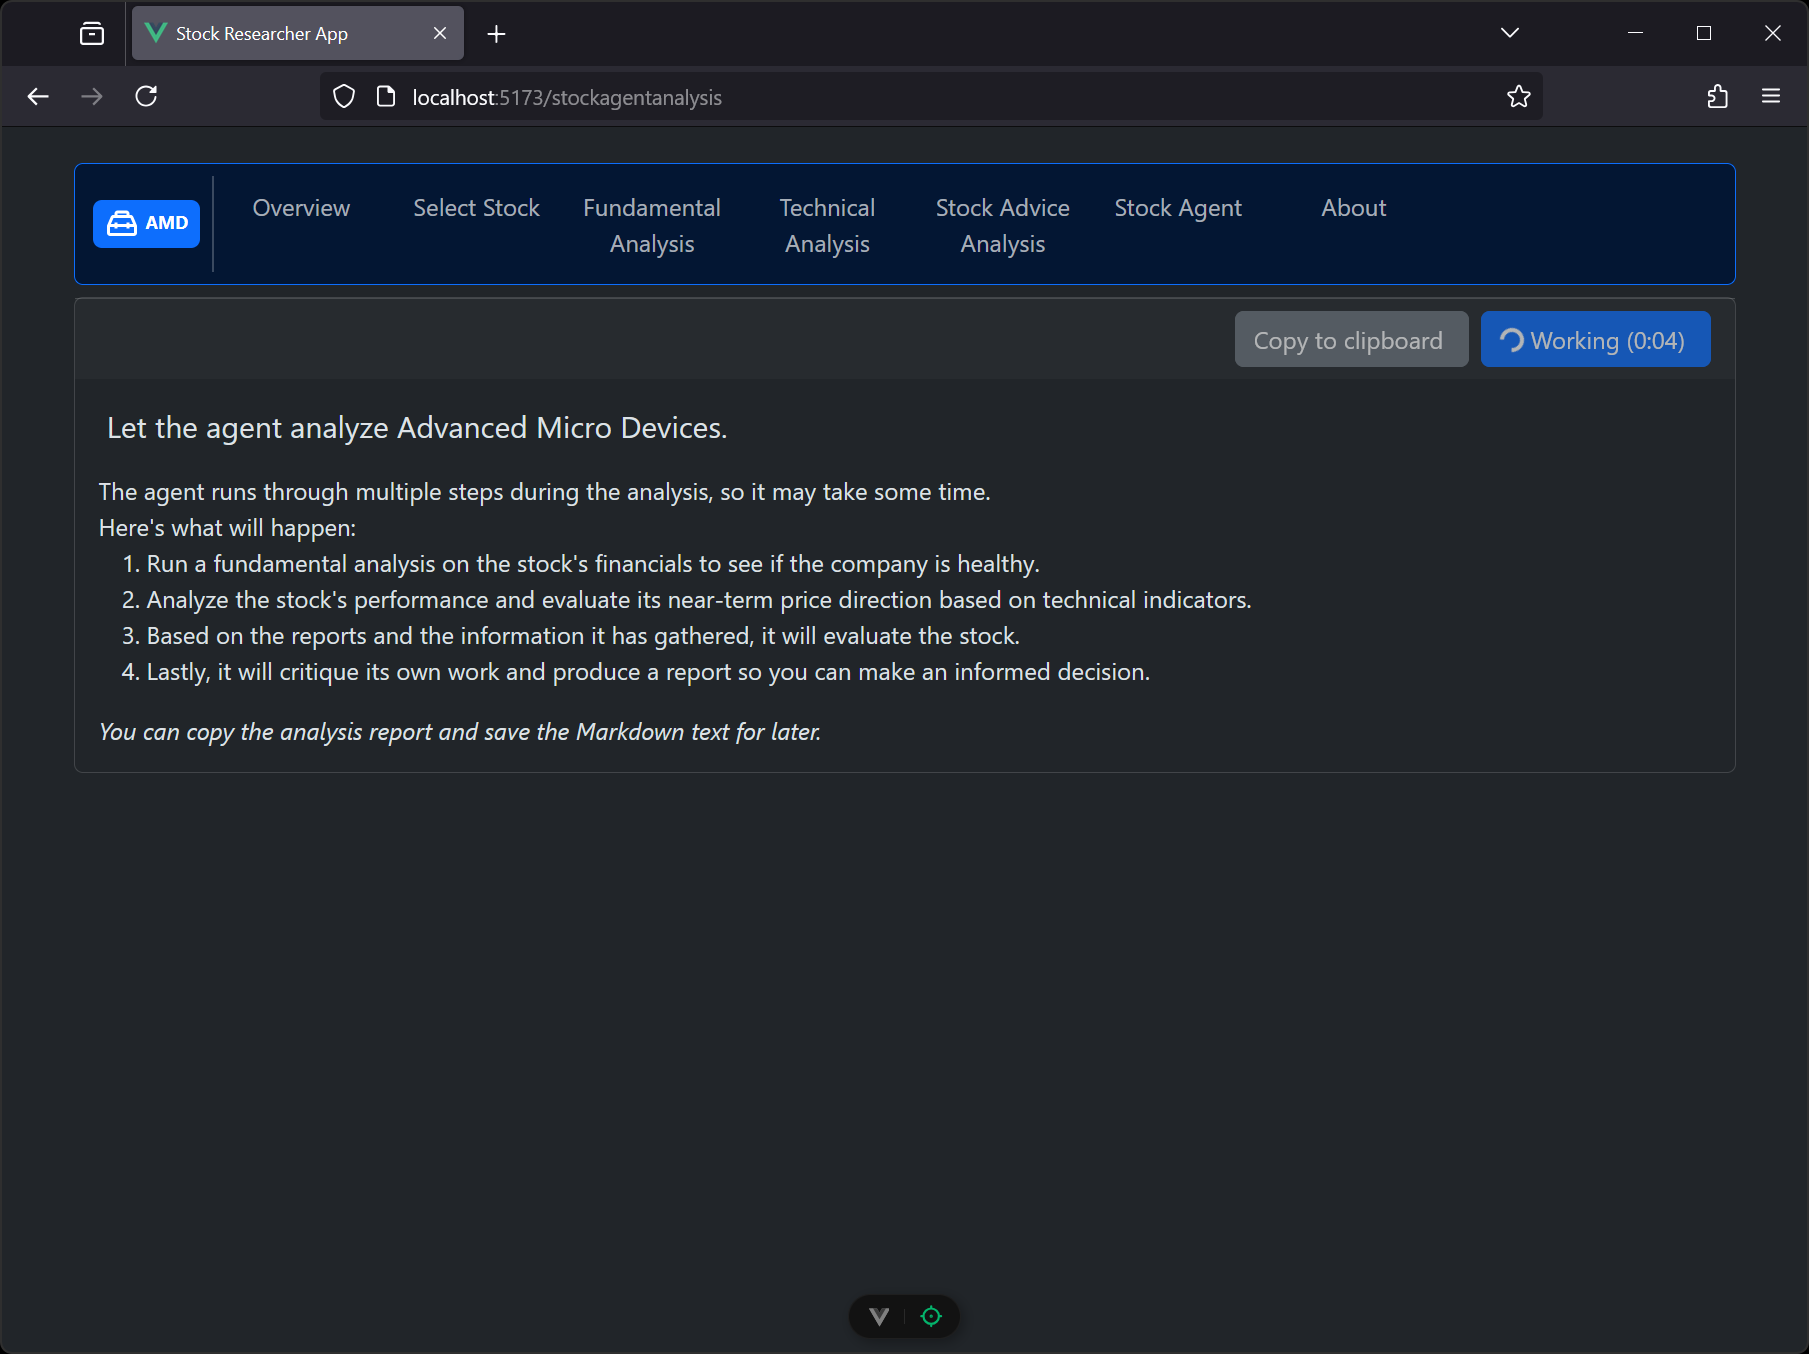 Stock Researcher App
localhost:5173/stockagentanalysis
AMD
Overview
Select Stock
Fundamental
Analysis
Technical
Analysis
Stock Advice
Analysis
Stock Agent
About
Copy to clipboard
Working (0:04)
Let the agent analyze Advanced Micro Devices.
The agent runs through multiple steps during the analysis, so it may take some time.
Here's what will happen:
1. Run a fundamental analysis on the stock's financials to see if the company is healthy.
2. Analyze the stock's performance and evaluate its near-term price direction based on technical indicators.
3. Based on the reports and the information it has gathered, it will evaluate the stock.
4. Lastly, it will critique its own work and produce a report so you can make an informed decision.
You can copy the analysis report and save the Markdown text for later.